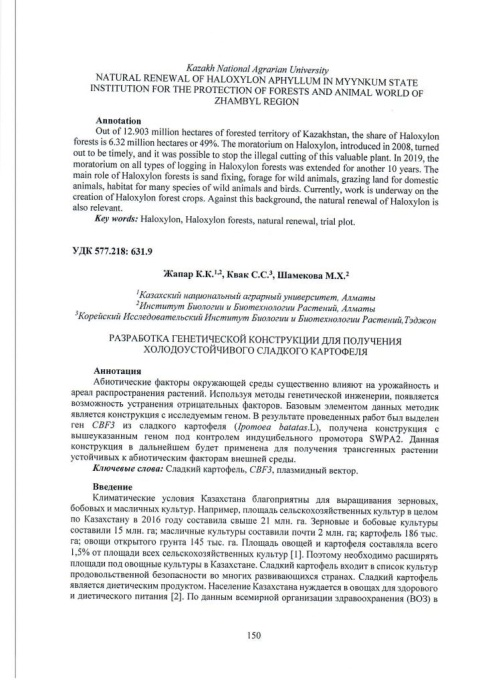 Kazakh National Agrarian University
NATURAL RENEWAL OF HALOXYLON APHYLLUM IN MYYNKUM STATE
INSTITUTION FOR THE PROTECTION OF FORESTS AND ANIMAL WORLD OF
ZHAMBYL REGION
Annotation
Out of 12.903 million hectares of forested territory of Kazakhstan, the share of Haloxylon
forests is 6.32 million hectares or 49%. The moratorium on Haloxylon, introduced in 2008, turned
out to be timely, and it was possible to stop the illegal cutting of this valuable plant. In 2019, the
moratorium on all types of logging in Haloxylon forests was extended for another 10 years. The
main role of Haloxylon forests is sand fixing, forage for wild animals, grazing land for domestic
animals, habitat for many species of wild animals and birds. Currently, work is underway on the
creation of Haloxylon forest crops. Against this background, the natural renewal of Haloxylon is
also relevant.
Key words: Haloxylon, Haloxylon forests, natural renewal, trial plot.
УДК 577.218: 631.9
Жапар К.К.1,2, Квак С.С.3, Шамекова М.Х.2
1Казахский национальный аграрный университет, Алматы
2Институт Биологии и Биотехнологии Растений, Алматы
3Корейский Исследовательский Институт Биологии и Биотехнологии Растений,Тэджон
РАЗРАБОТКА ГЕНЕТИЧЕСКОЙ КОНСТРУКЦИИ ДЛЯ ПОЛУЧЕНИЯ
ХОЛОДОУСТОЙЧИВОГО СЛАДКОГО КАРТОФЕЛЯ
Аннотация
Абиотические факторы окружающей среды существенно влияют на урожайность и
ареал распространения растений. Используя методы генетической инженерии, появляется
возможность устранения отрицательных факторов. Базовым элементом данных методик
является конструкция с исследуемым геном. В результате проведенных работ был выделен
ген CBF3 из сладкого картофеля (Ipomoea batatas.L), получена конструкция с
вышеуказанным геном под контролем индуцибельного промотора SWPA2. Данная
конструкция в дальнейшем будет применена для получения трансгенных растении
устойчивых к абиотическим факторам внешней среды.
Ключевые слова: Сладкий картофель, CBF3, плазмидный вектор.
Введение
Климатические условия Казахстана благоприятны для выращивания зерновых,
бобовых и масличных культур. Например, площадь сельскохозяйственных культур в целом
по Казахстану в 2016 году составила свыше 21 млн. га. Зерновые и бобовые культуры
составили 15 млн. га; масличные культуры составили почти 2 млн. га; картофель 186 тыс.
га; овощи открытого грунта 145 тыс. га. Площадь овощей и картофеля составляла всего
1,5% от площади всех сельскохозяйственных культур [1]. Поэтому необходимо расширить
площади под овощные культуры в Казахстане. Сладкий картофель входит в список культур
продовольственной безопасности во многих развивающихся странах. Сладкий картофель
является диетическим продуктом. Население Казахстана нуждается в овощах для здорового
и диетического питания [2]. По данным всемирной организации здравоохранения (ВОЗ) в
150